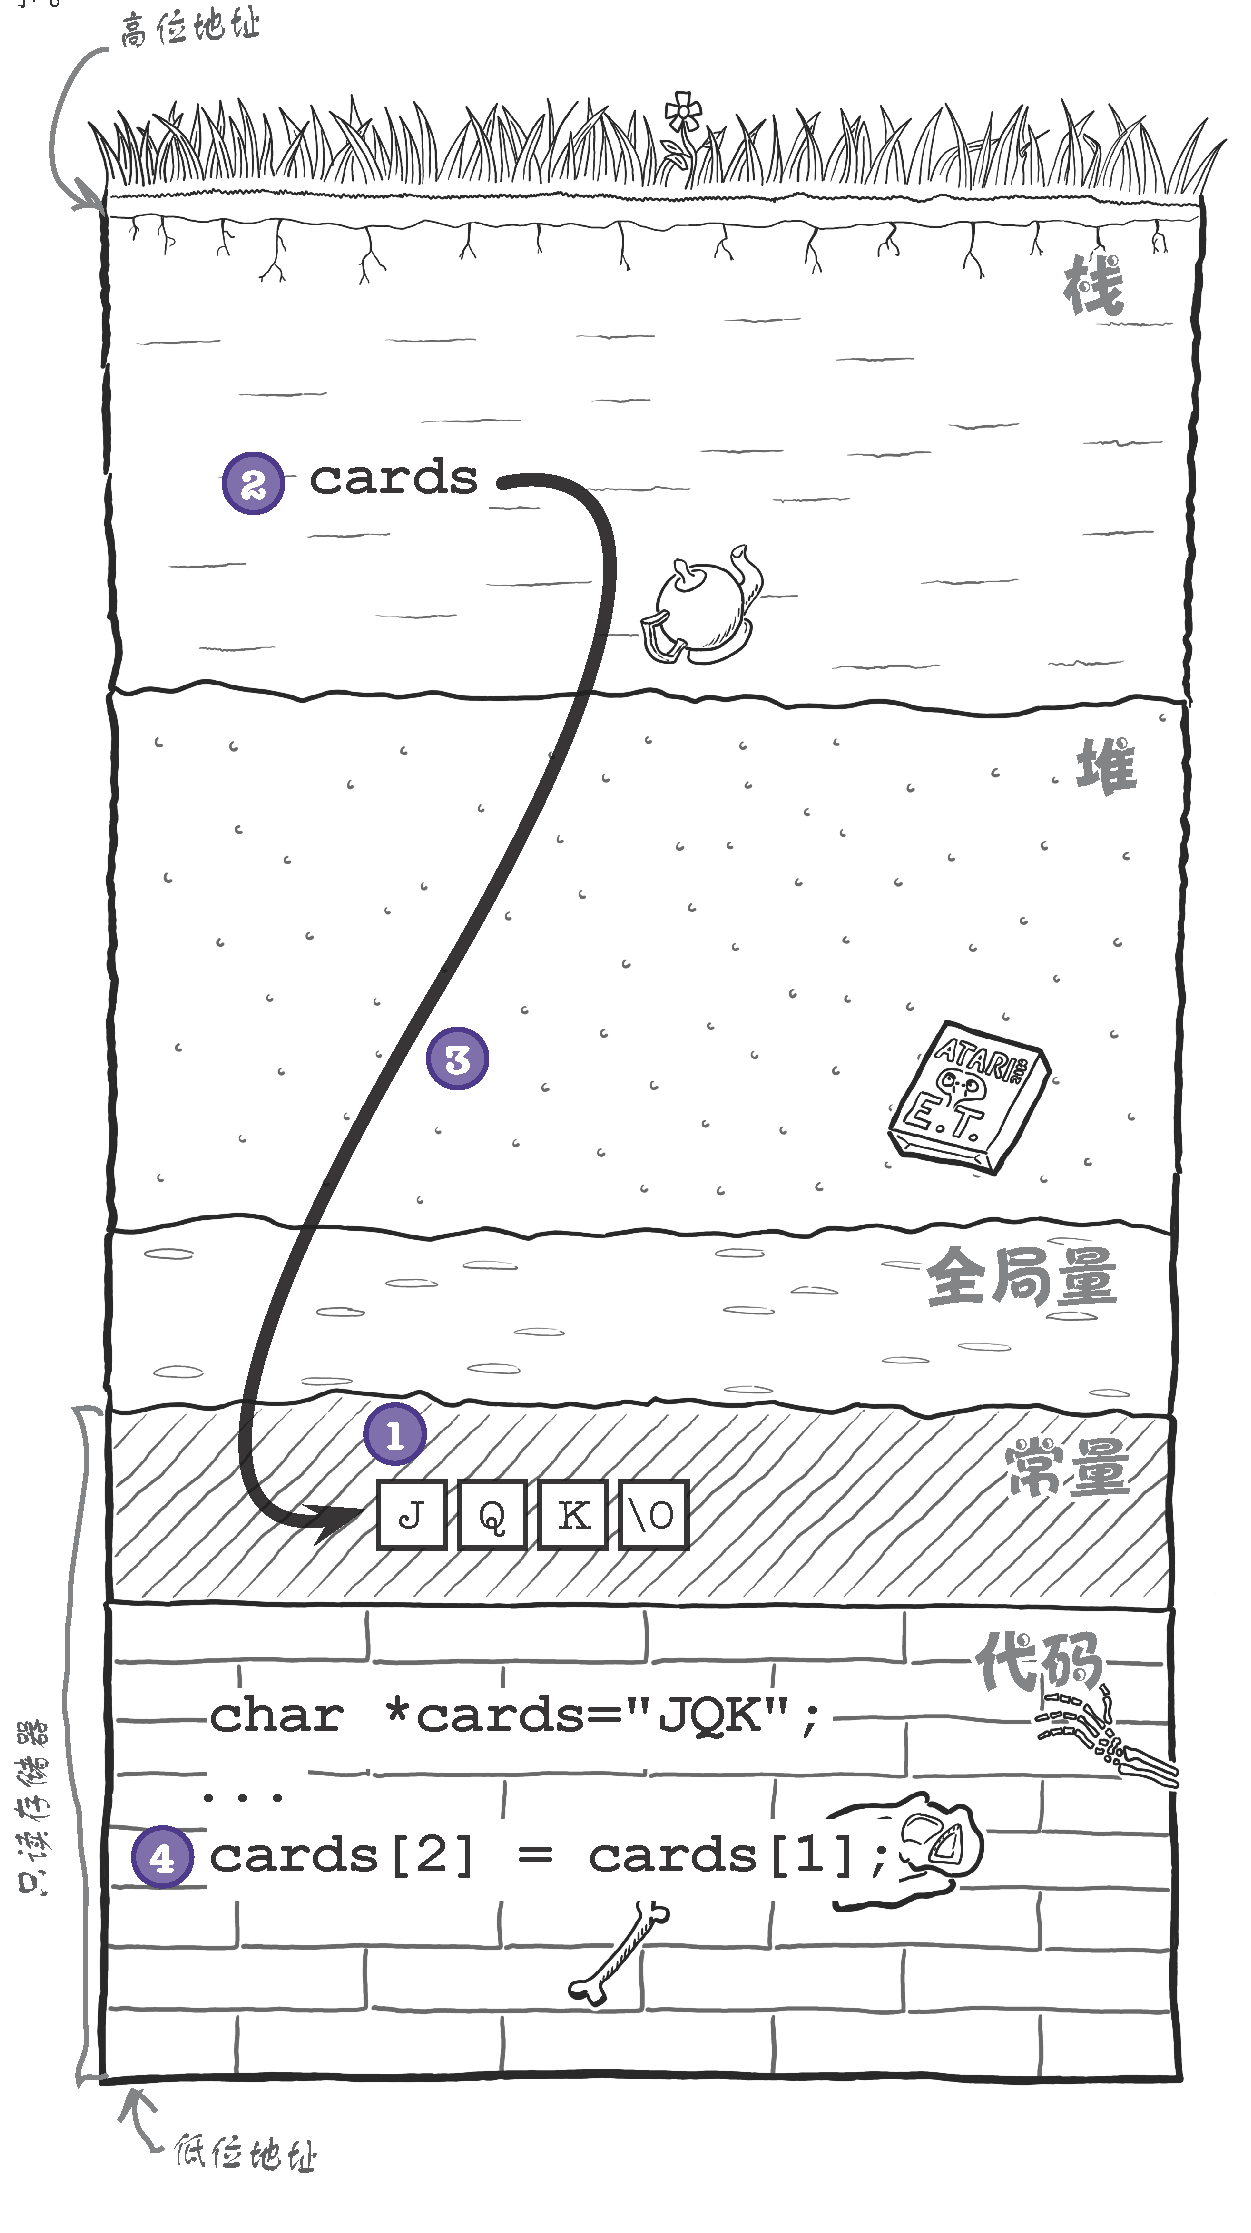 高位地址
栈
2 cards
堆
3
ATARI 2600
E.T.
全局量
1
常量
J Q K \0
代码
char *cards="JQK";
...
4 cards[2] = cards[1];
只读存储器
低位地址